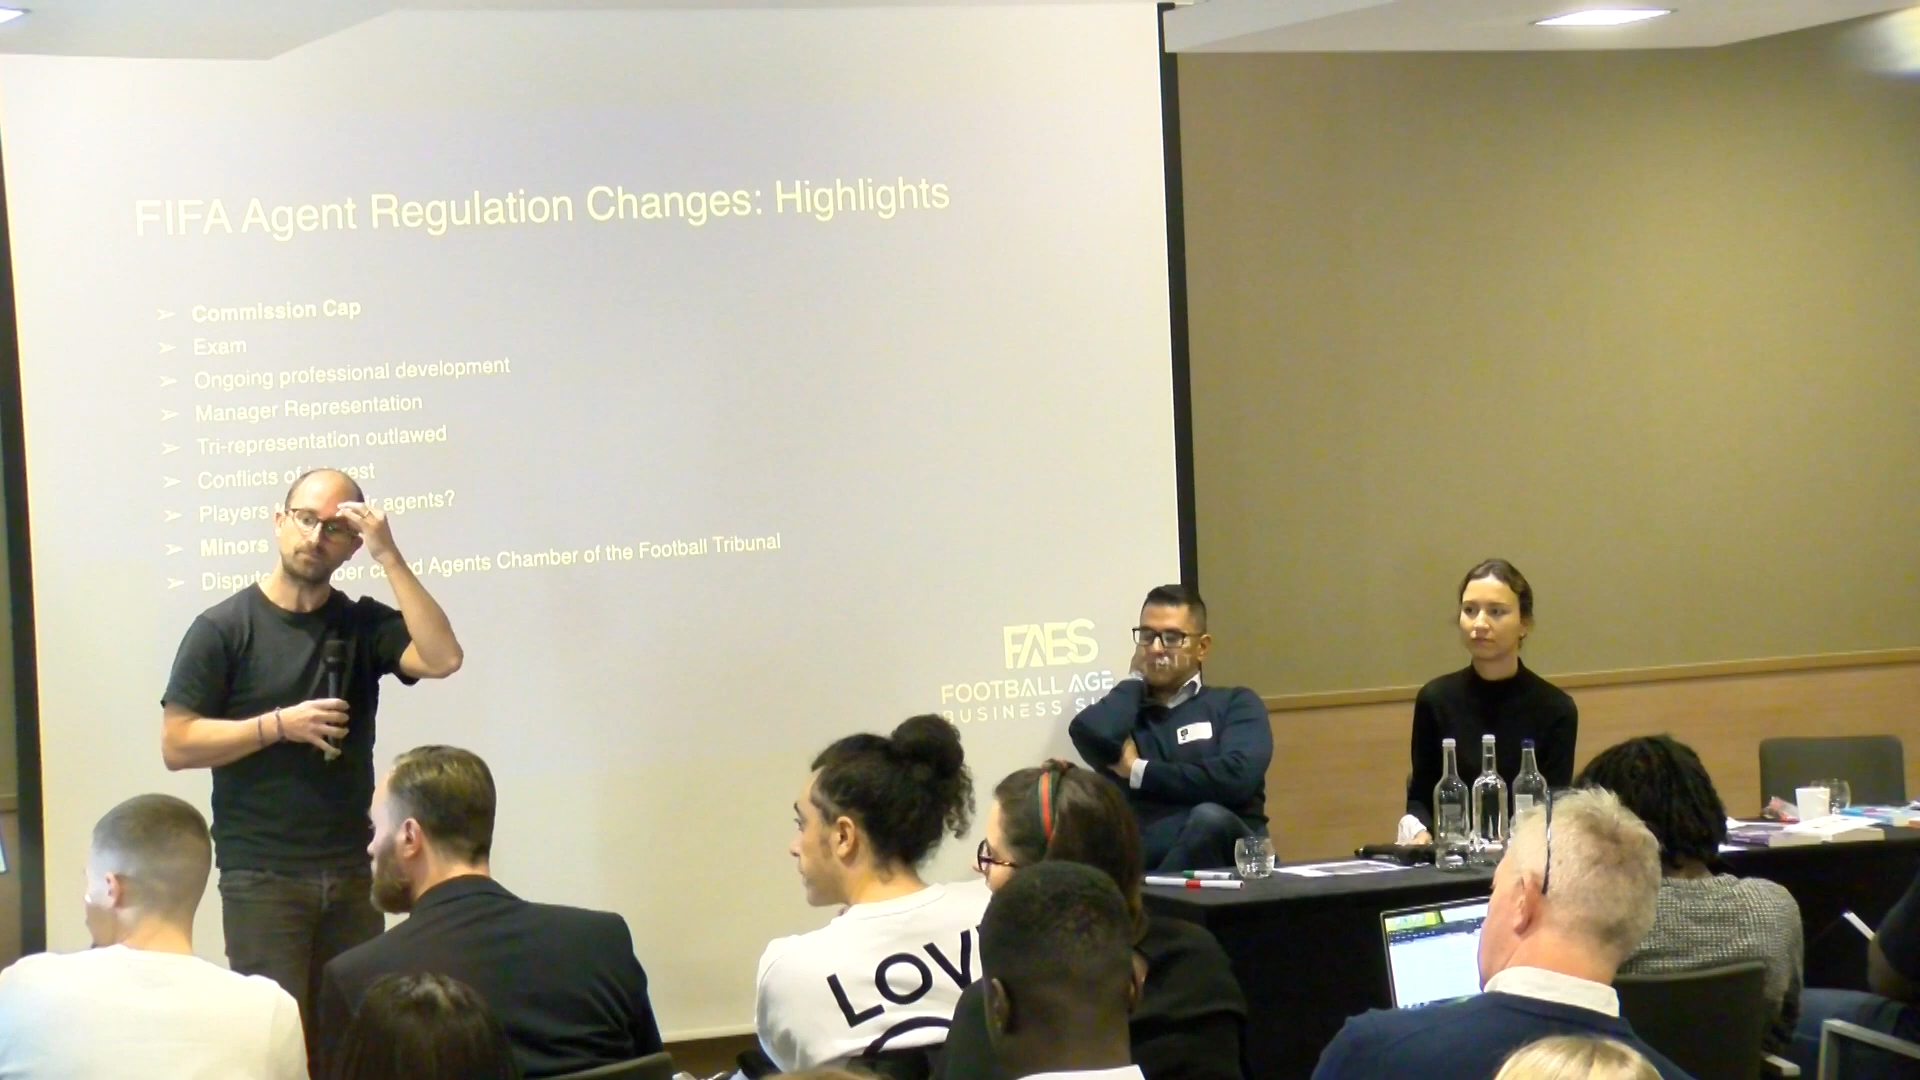 FIFA Agent Regulation Changes: Highlights
➢ Commission Cap
➢ Exam
➢ Ongoing professional development
➢ Manager Representation
➢ Tri-representation outlawed
➢ Conflicts of
➢ Players agents?
➢ Minors
➢ Agents Chamber of the Football Tribunal
FAES
FOOTBALL AGE
BUSINESS
LOV